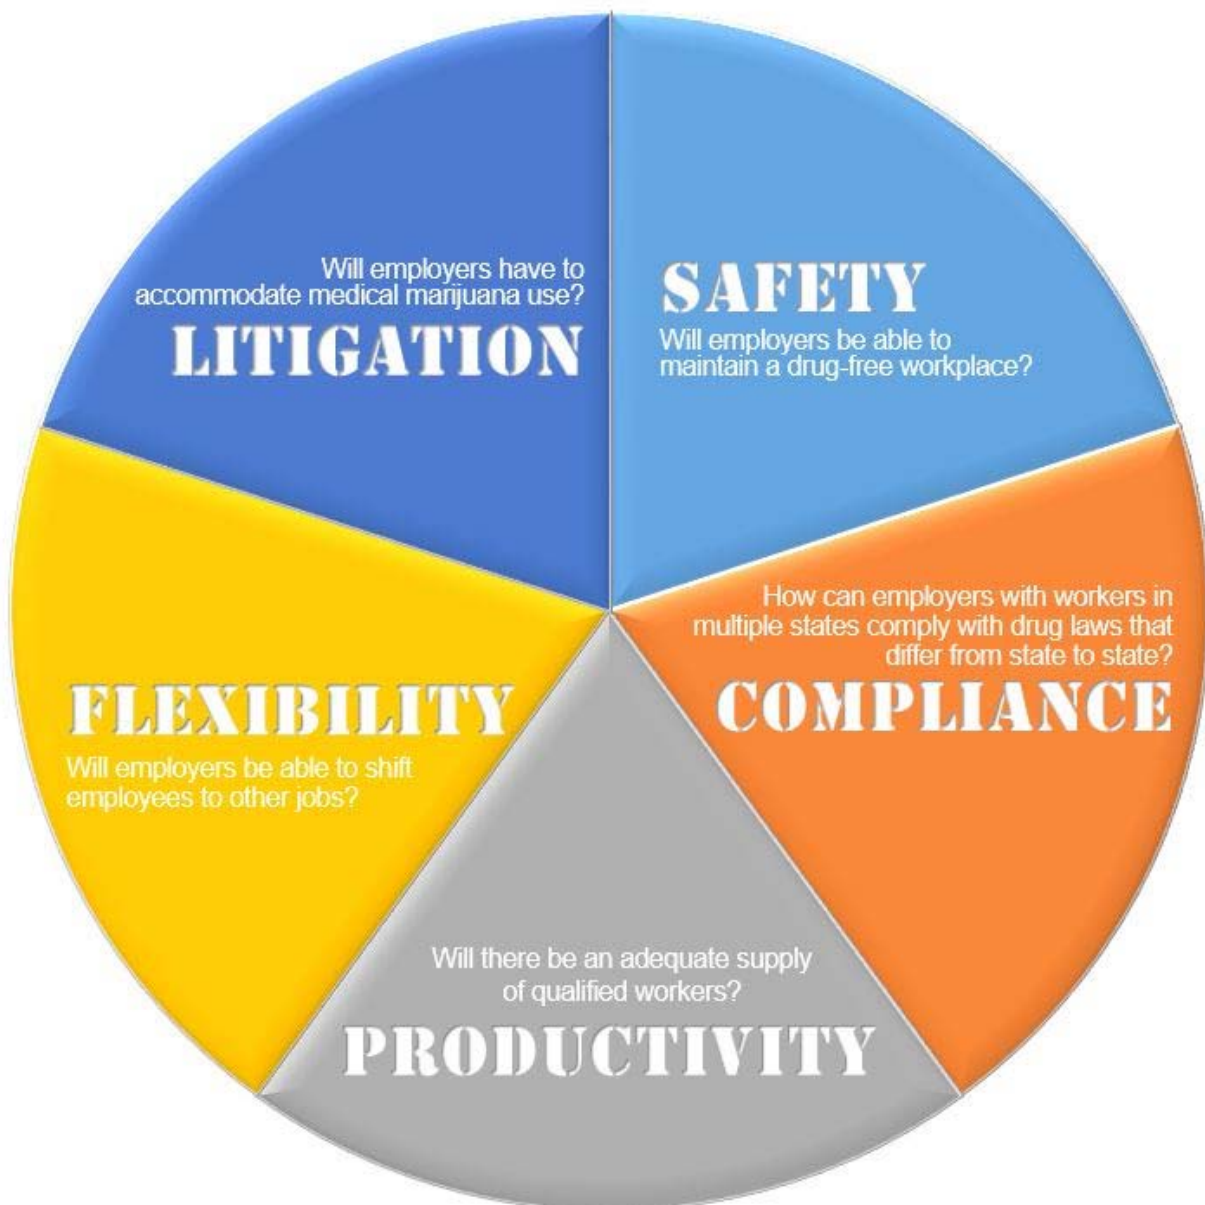 Will employers have to
accommodate medical marijuana use?
LITIGATION
SAFETY
Will employers be able to
maintain a drug-free workplace?
How can employers with workers in
multiple states comply with drug laws that
differ from state to state?
COMPLIANCE
FLEXIBILITY
Will employers be able to shift
employees to other jobs?
Will there be an adequate supply
of qualified workers?
PRODUCTIVITY